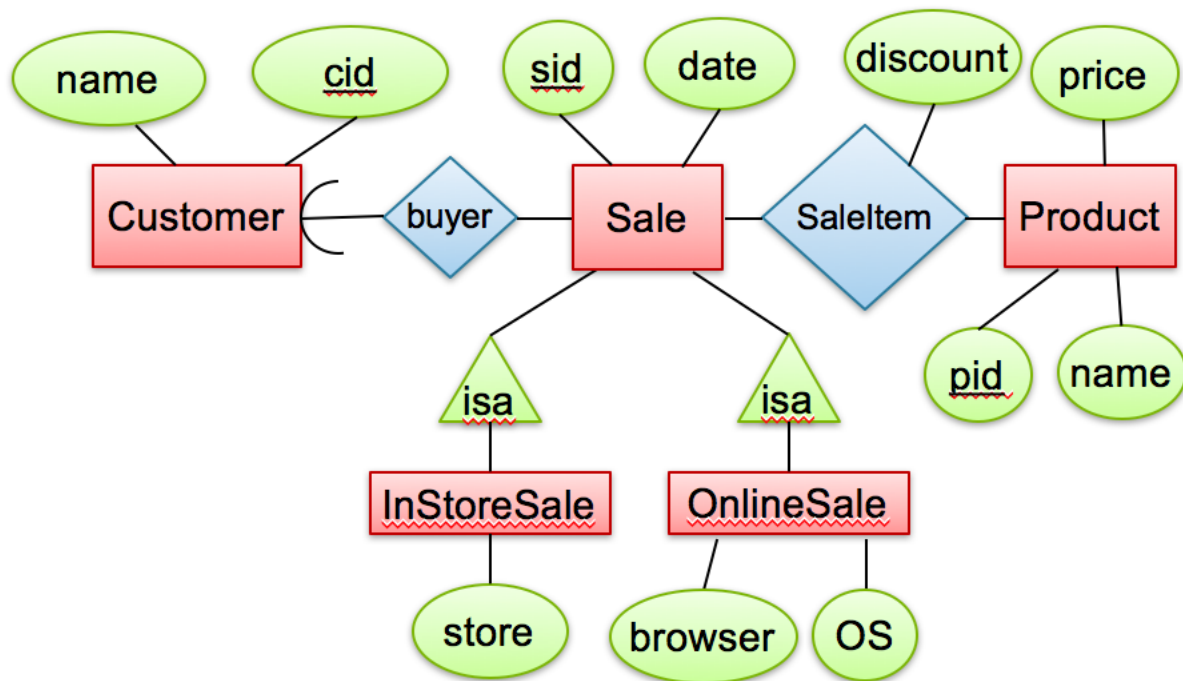 name
cid
sid
date
discount
price
Customer
buyer
Sale
SaleItem
Product
pid
name
isa
isa
InStoreSale
OnlineSale
store
browser
OS